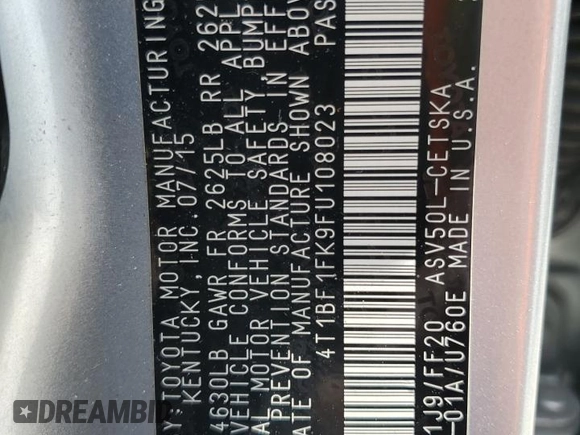 Y: TOYOTA MOTOR MANUFACTURING
KENTUCKY, INC. 07/15
4630LB GAWR FR 2625LB RR 262
VEHICLE CONFORMS TO ALL APPL
AL MOTOR VEHICLE SAFETY, BUMP
PREVENTION STANDARDS IN EFF
ATE OF MANUFACTURE SHOWN ABOV
4T1BF1FK9FU108023 PAS
1J9/FF20 ASV50L-CETSKA
-01A/U760E MADE IN U.S.A.
DREAMBID